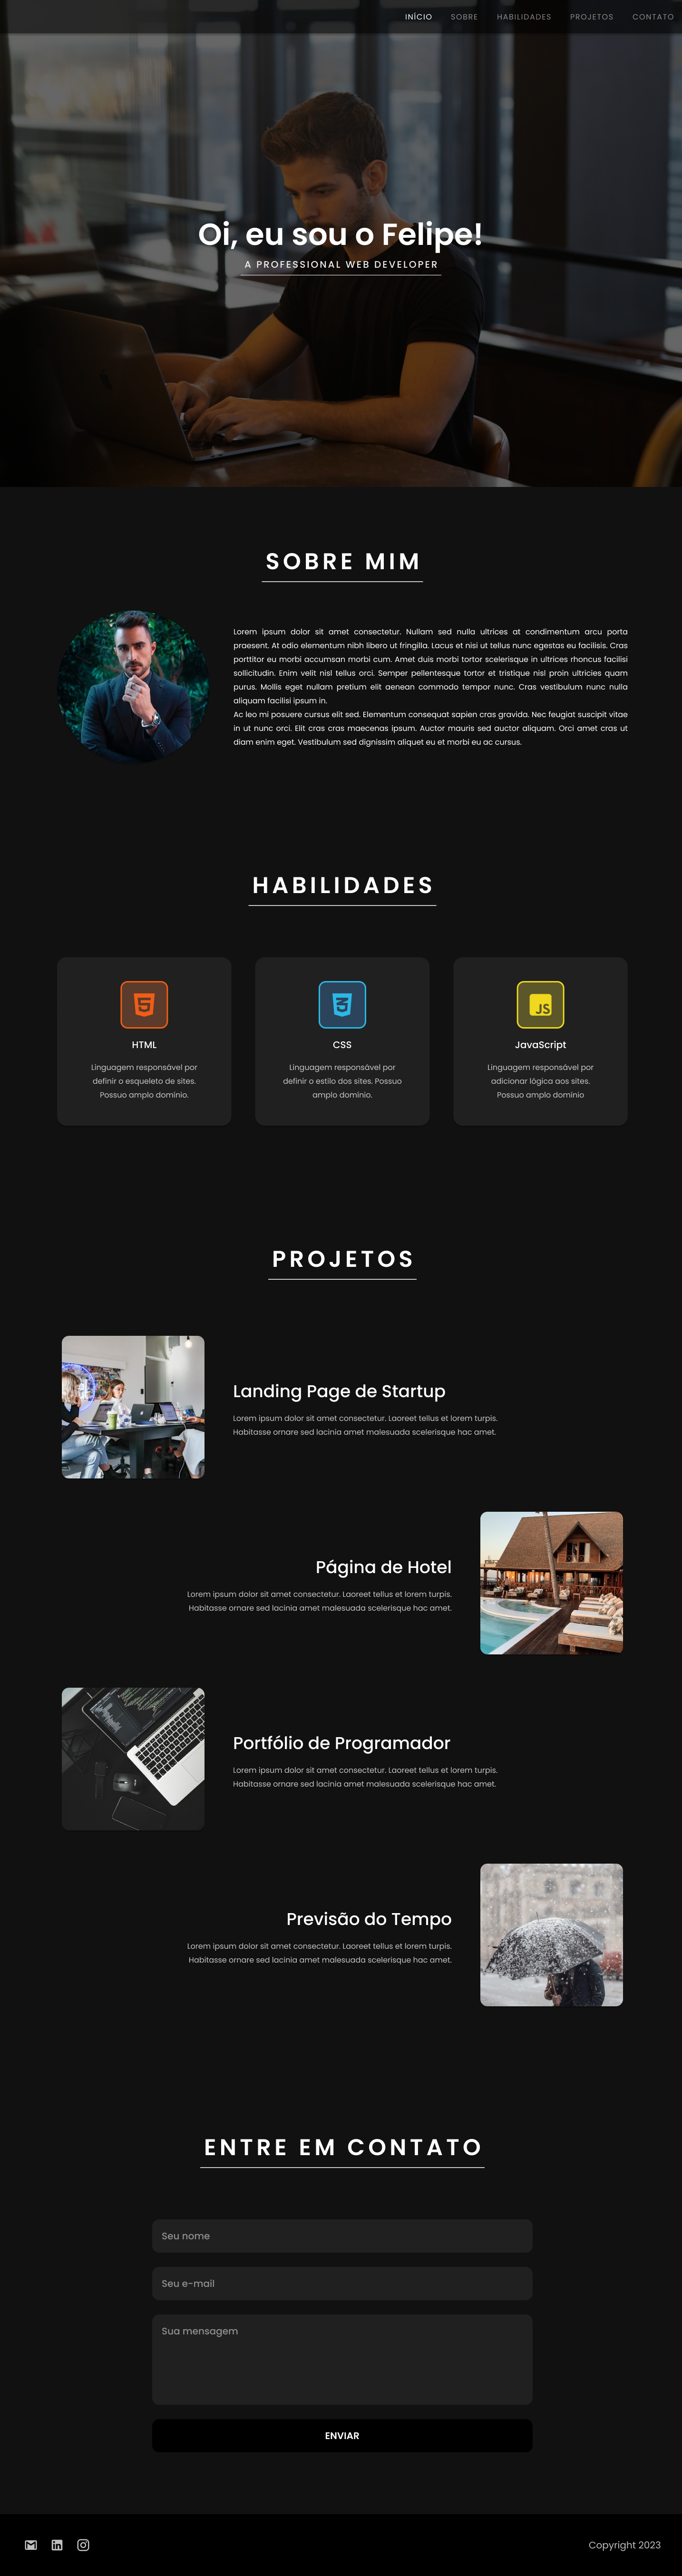 INÍCIO SOBRE HABILIDADES PROJETOS CONTATO
Oi, eu sou o Felipe!
A PROFESSIONAL WEB DEVELOPER
SOBRE MIM
Lorem ipsum dolor sit amet consectetur. Nullam sed nulla ultrices at condimentum arcu porta
praesent. At odio elementum nibh libero ut fringilla. Lacus et nisi ut tellus nunc egestas eu facilisis. Cras
porttitor eu morbi accumsan morbi cum. Amet duis morbi tortor scelerisque in ultrices rhoncus facilisi
sollicitudin. Enim velit nisl tellus orci. Semper pellentesque tortor et tristique nisl proin ultricies quam
purus. Mollis eget nullam pretium elit aenean commodo tempor nunc. Cras vestibulum nunc nulla
aliquam facilisi ipsum in.
Ac leo mi posuere cursus elit sed. Elementum consequat sapien cras gravida. Nec feugiat suscipit vitae
in ut nunc orci. Elit cras cras maecenas ipsum. Auctor mauris sed auctor aliquam. Orci amet cras ut
diam enim eget. Vestibulum sed dignissim aliquet eu et morbi eu ac cursus.
HABILIDADES
HTML
Linguagem responsável por
definir o esqueleto de sites.
Possuo amplo domínio.
CSS
Linguagem responsável por
definir o estilo dos sites. Possuo
amplo domínio.
JS
JavaScript
Linguagem responsável por
adicionar lógica aos sites.
Possuo amplo domínio
PROJETOS
Landing Page de Startup
Lorem ipsum dolor sit amet consectetur. Laoreet tellus et lorem turpis.
Habitasse ornare sed lacinia amet malesuada scelerisque hac amet.
Página de Hotel
Lorem ipsum dolor sit amet consectetur. Laoreet tellus et lorem turpis.
Habitasse ornare sed lacinia amet malesuada scelerisque hac amet.
Portfólio de Programador
Lorem ipsum dolor sit amet consectetur. Laoreet tellus et lorem turpis.
Habitasse ornare sed lacinia amet malesuada scelerisque hac amet.
Previsão do Tempo
Lorem ipsum dolor sit amet consectetur. Laoreet tellus et lorem turpis.
Habitasse ornare sed lacinia amet malesuada scelerisque hac amet.
ENTRE EM CONTATO
Seu nome
Seu e-mail
Sua mensagem
ENVIAR
Copyright 2023